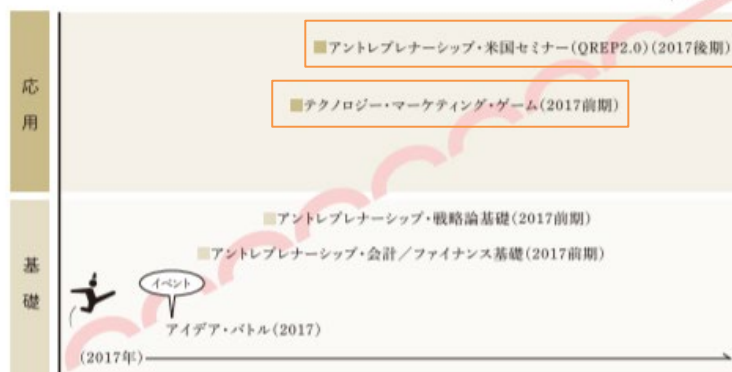 応用
■アントレプレナーシップ・米国セミナー(QREP2.0)(2017後期)
■テクノロジー・マーケティング・ゲーム(2017前期)
基礎
■アントレプレナーシップ・戦略論基礎(2017前期)
■アントレプレナーシップ・会計／ファイナンス基礎(2017前期)
イベント
アイデア・バトル(2017)
(2017年)